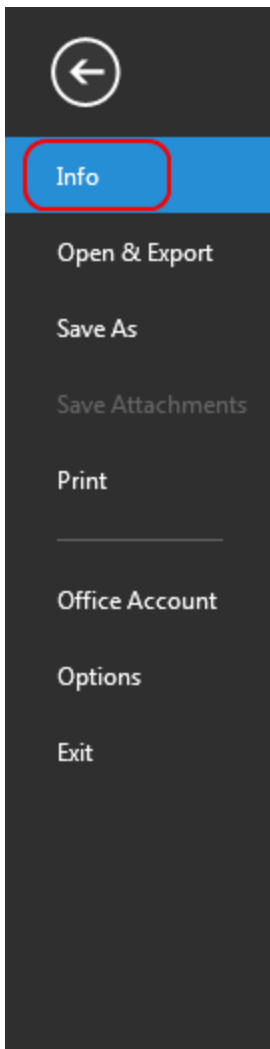 Info
Open & Export
Save As
Save Attachments
Print
Office Account
Options
Exit